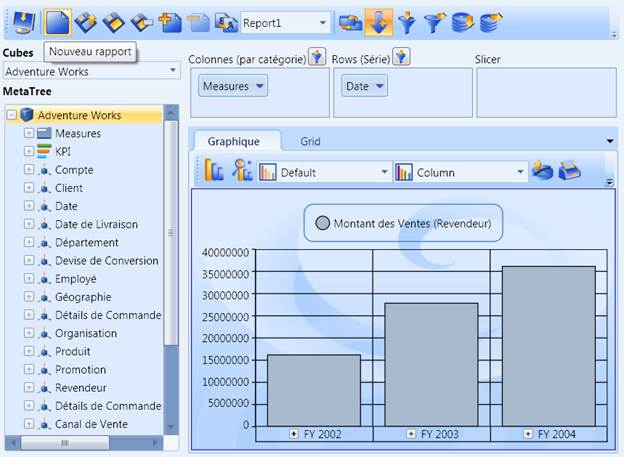 Report1
Nouveau rapport
Cubes
Adventure Works
MetaTree
Adventure Works
Measures
KPI
Compte
Client
Date
Date de Livraison
Département
Devise de Conversion
Employé
Géographie
Détails de Commande
Organisation
Produit
Promotion
Revendeur
Détails de Commande
Canal de Vente
Colonnes (par catégorie)
Rows (Série)
Slicer
Measures
Date
Graphique
Grid
Default
Column
Montant des Ventes (Revendeur)
40000000
35000000
30000000
25000000
20000000
15000000
10000000
5000000
0
FY 2002
FY 2003
FY 2004